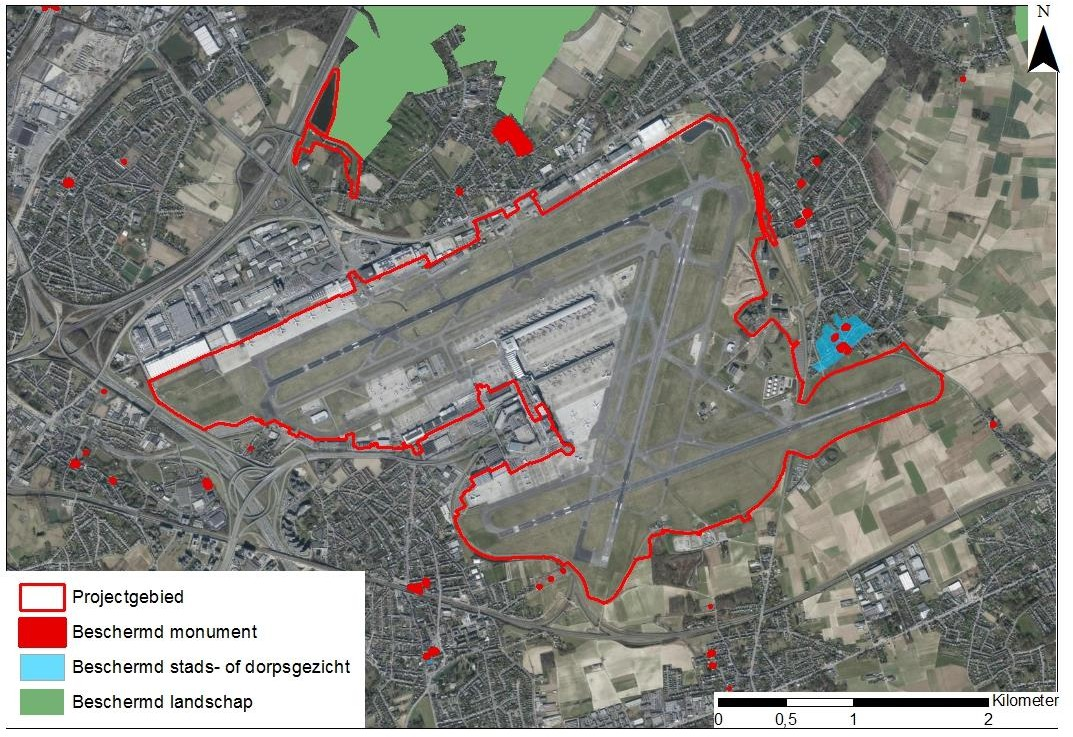 N
Projectgebied
Beschermd monument
Beschermd stads- of dorpsgezicht
Beschermd landschap
Kilometer
0 0,5 1 2